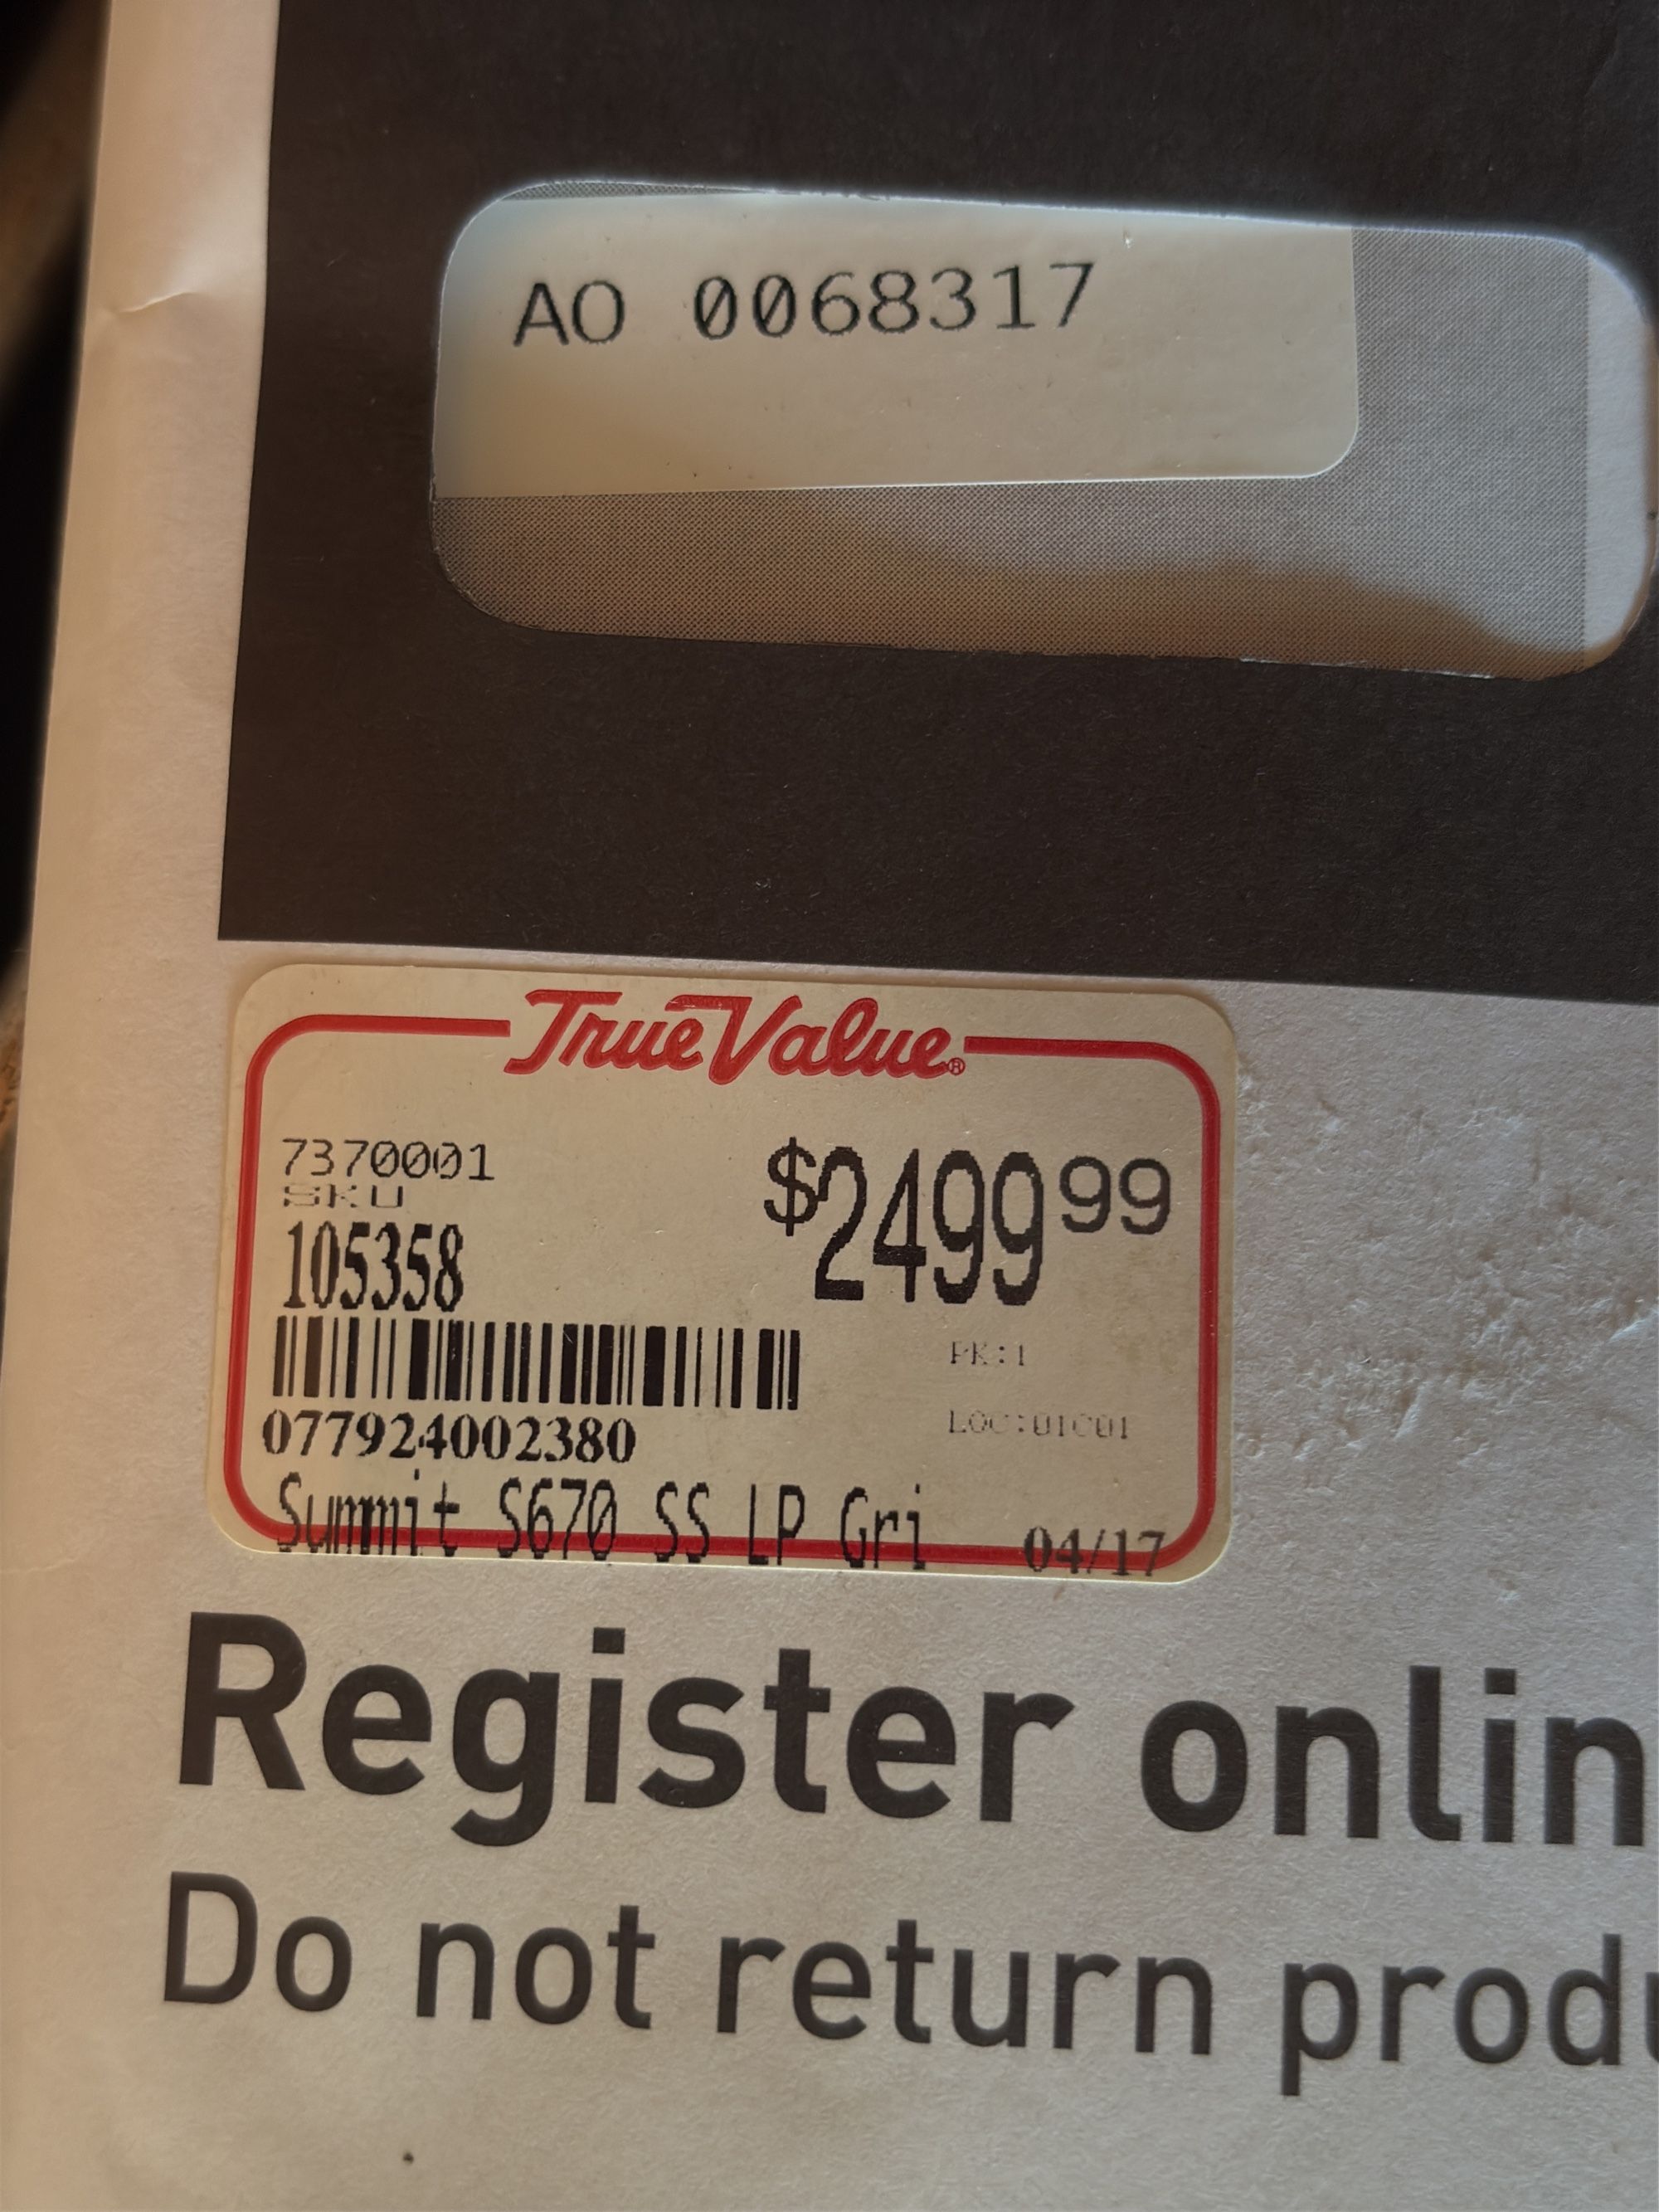 AO 0068317
True Value®
7370001
$2499 99
SKU
105358
PK:1
LOC:01C01
077924002380
Summit S670 SS LP Gri
04/17
Register onlin
Do not return produ